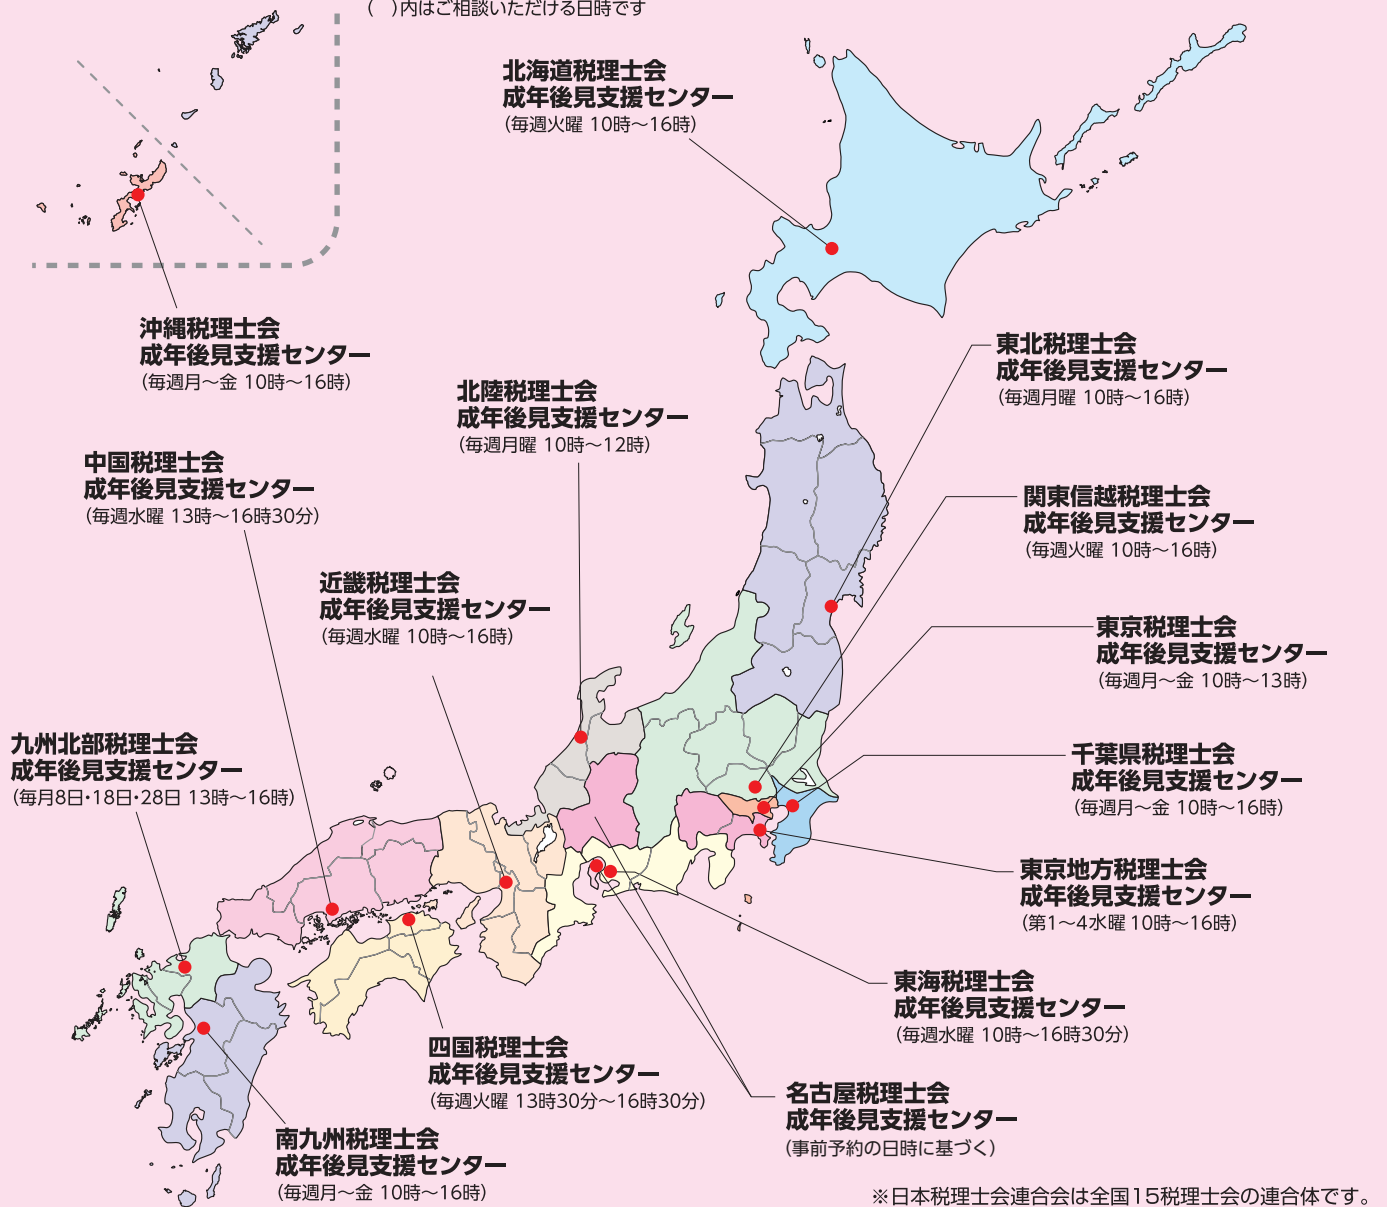 （　）内はご相談いただける日時です
北海道税理士会
成年後見支援センター
（毎週火曜 10時～16時）
沖縄税理士会
成年後見支援センター
（毎週月～金 10時～16時）
東北税理士会
成年後見支援センター
（毎週月曜 10時～16時）
北陸税理士会
成年後見支援センター
（毎週月曜 10時～12時）
中国税理士会
成年後見支援センター
（毎週水曜 13時～16時30分）
関東信越税理士会
成年後見支援センター
（毎週火曜 10時～16時）
近畿税理士会
成年後見支援センター
（毎週水曜 10時～16時）
東京税理士会
成年後見支援センター
（毎週月～金 10時～13時）
九州北部税理士会
成年後見支援センター
（毎月8日・18日・28日 13時～16時）
千葉県税理士会
成年後見支援センター
（毎週月～金 10時～16時）
東京地方税理士会
成年後見支援センター
（第1～4水曜 10時～16時）
東海税理士会
成年後見支援センター
（毎週水曜 10時～16時30分）
四国税理士会
成年後見支援センター
（毎週火曜 13時30分～16時30分）
名古屋税理士会
成年後見支援センター
（事前予約の日時に基づく）
南九州税理士会
成年後見支援センター
（毎週月～金 10時～16時）
※日本税理士会連合会は全国15税理士会の連合体です。